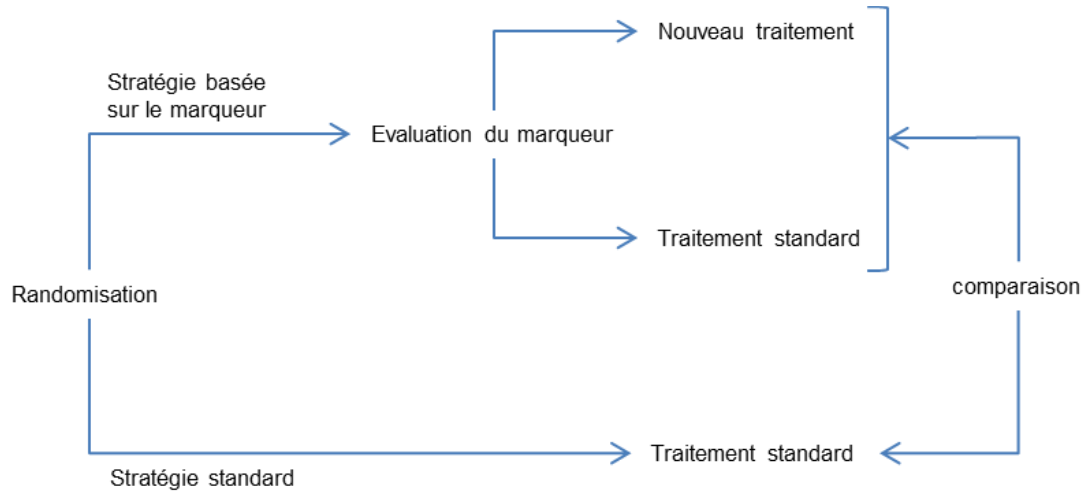 Nouveau traitement
Stratégie basée
sur le marqueur
Evaluation du marqueur
Traitement standard
Randomisation
comparaison
Traitement standard
Stratégie standard